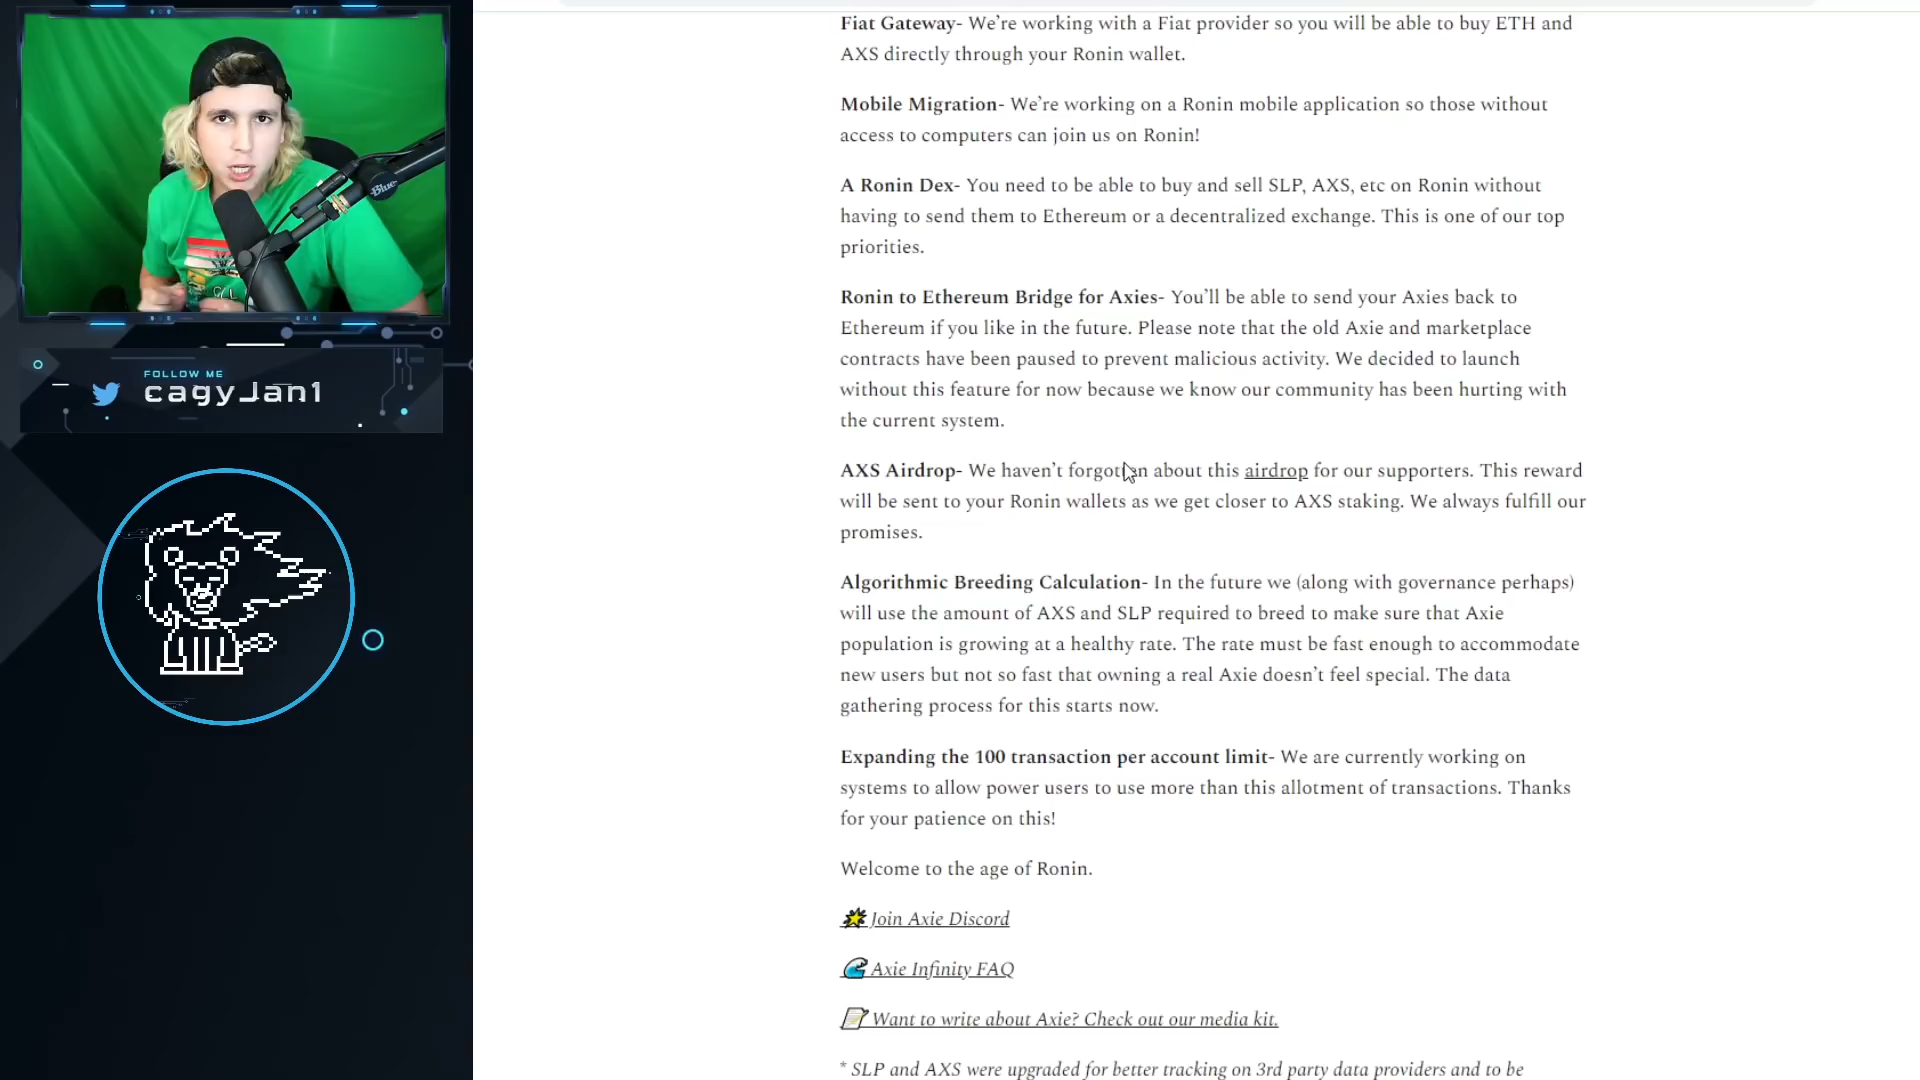 Fiat Gateway- We’re working with a Fiat provider so you will be able to buy ETH and
AXS directly through your Ronin wallet.
Mobile Migration- We’re working on a Ronin mobile application so those without
access to computers can join us on Ronin!
A Ronin Dex- You need to be able to buy and sell SLP, AXS, etc on Ronin without
having to send them to Ethereum or a decentralized exchange. This is one of our top
priorities.
Ronin to Ethereum Bridge for Axies- You’ll be able to send your Axies back to
Ethereum if you like in the future. Please note that the old Axie and marketplace
contracts have been paused to prevent malicious activity. We decided to launch
without this feature for now because we know our community has been hurting with
the current system.
AXS Airdrop- We haven’t forgotten about this airdrop for our supporters. This reward
will be sent to your Ronin wallets as we get closer to AXS staking. We always fulfill our
promises.
Algorithmic Breeding Calculation- In the future we (along with governance perhaps)
will use the amount of AXS and SLP required to breed to make sure that Axie
population is growing at a healthy rate. The rate must be fast enough to accommodate
new users but not so fast that owning a real Axie doesn’t feel special. The data
gathering process for this starts now.
Expanding the 100 transaction per account limit- We are currently working on
systems to allow power users to use more than this allotment of transactions. Thanks
for your patience on this!
Welcome to the age of Ronin.
Join Axie Discord
Axie Infinity FAQ
Want to write about Axie? Check out our media kit.
* SLP and AXS were upgraded for better tracking on 3rd party data providers and to be
Blue
FOLLOW ME
cagyJan1